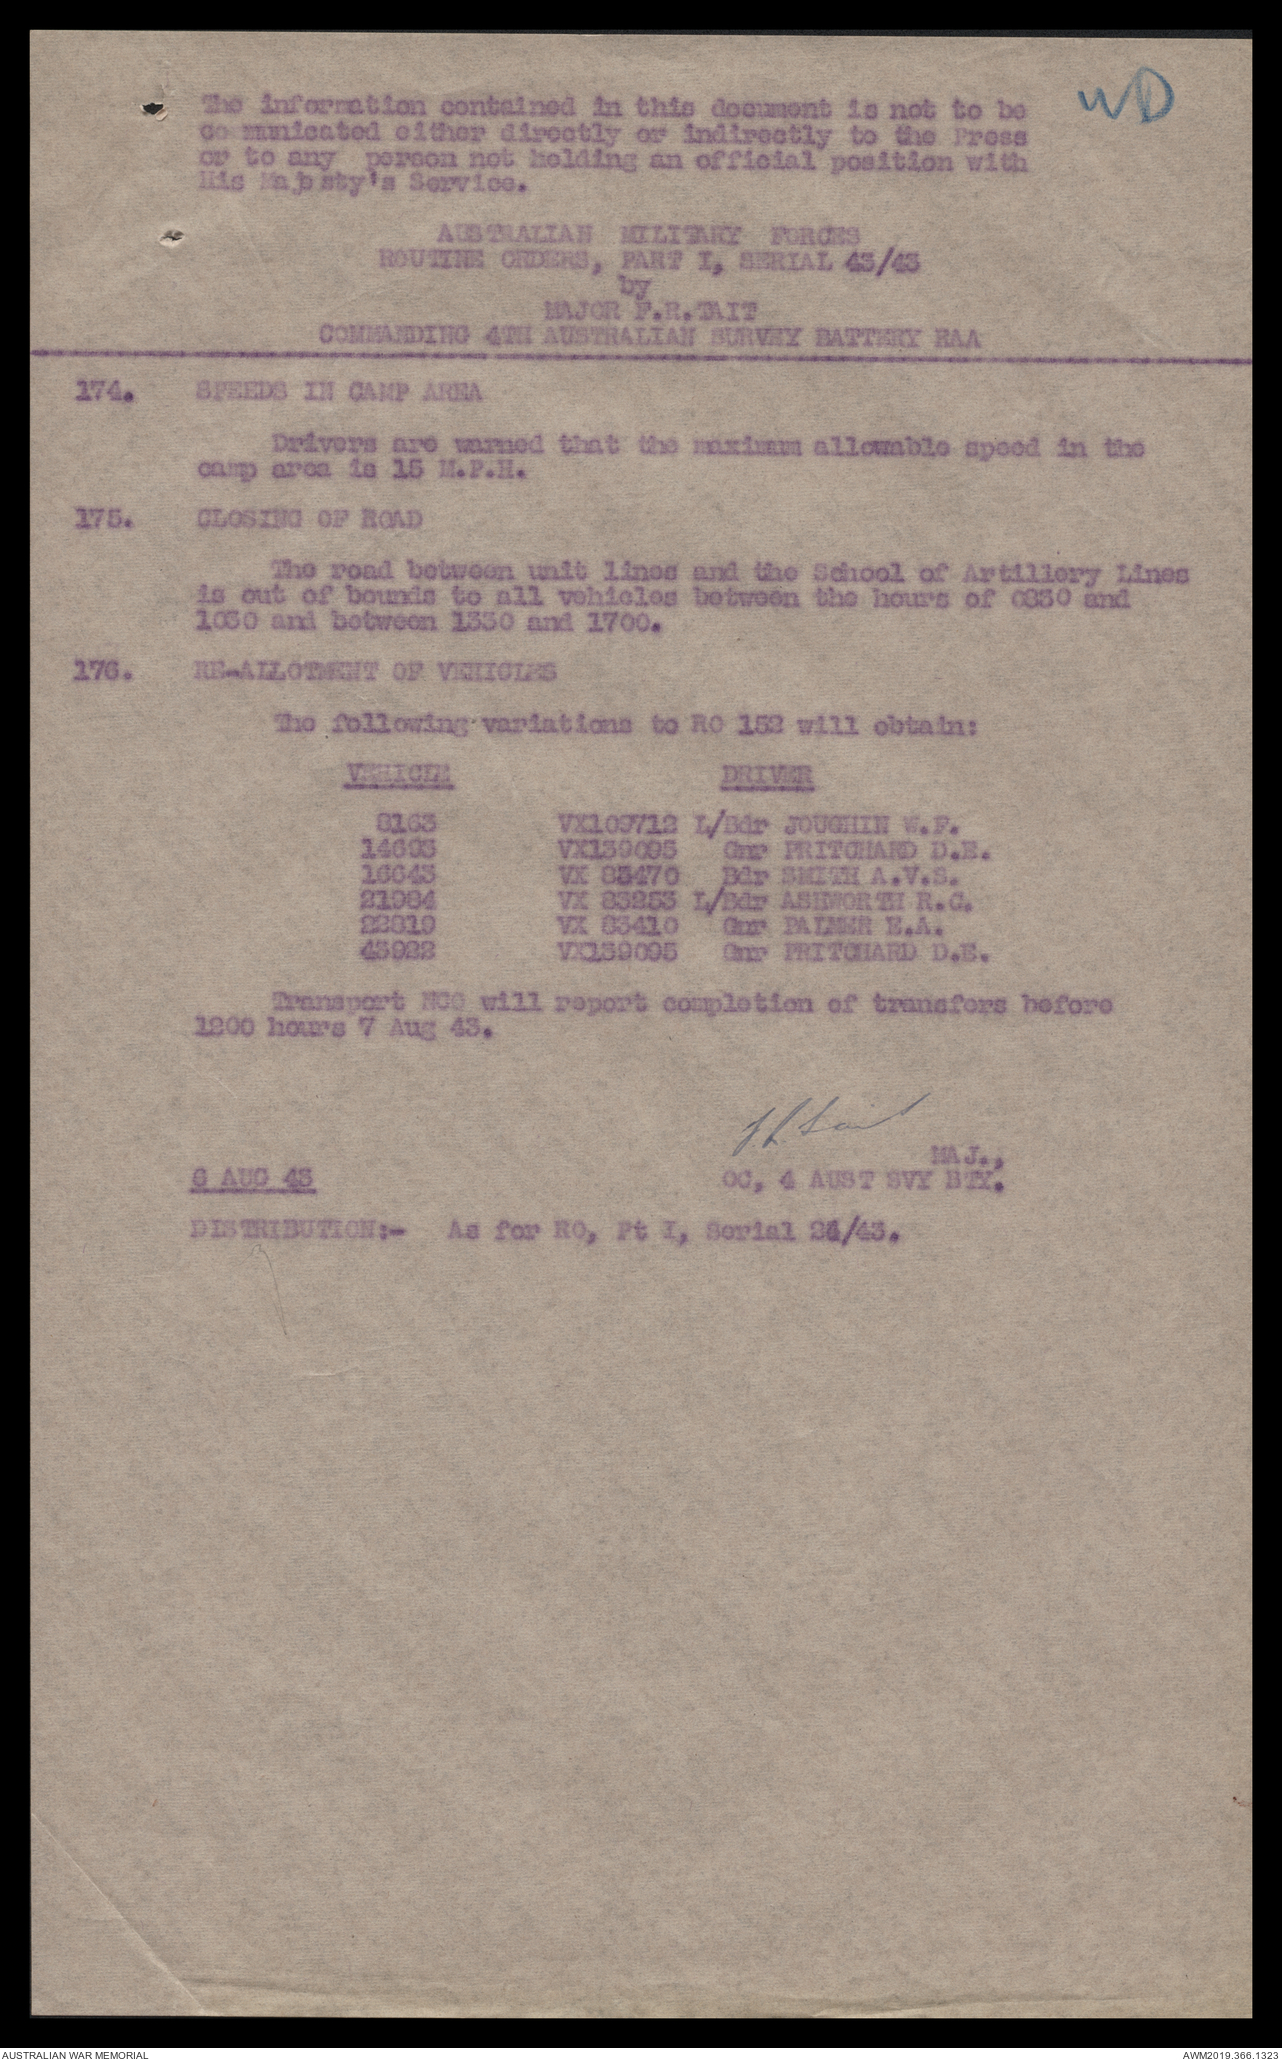 WD
The information contained in this document is not to be
communicated either directly or indirectly to the Press
or to any person not holding an official position with
His Majesty's Service.
AUSTRALIAN MILITARY FORCES
ROUTINE ORDERS, PART I, SERIAL 43/43
by
MAJOR F.R.TAIT
COMMANDING 4TH AUSTRALIAN SURVEY BATTERY RAA
174. SPEEDS IN CAMP AREA
Drivers are warned that the maximum allowable speed in the
camp area is 15 M.P.H.
175. CLOSING OF ROAD
The road between unit lines and the School of Artillery Lines
is out of bounds to all vehicles between the hours of 0830 and
1030 and between 1330 and 1700.
176. RE-ALLOTMENT OF VEHICLES
The following variations to RO 152 will obtain:
VEHICLE DRIVER
8163 VX109712 L/Bdr JOUGHIN W.F.
14603 VX139095 Gnr PRITCHARD D.E.
16643 VX 83470 Bdr SMITH A.V.S.
21984 VX 83253 L/Bdr ASHWORTH R.C.
22819 VX 83410 Gnr PALMER E.A.
43922 VX139095 Gnr PRITCHARD D.E.
Transport NCO will report completion of transfers before
1200 hours 7 Aug 43.
F.R. Tait
MAJ.,
6 AUG 43 OC, 4 AUST SVY BTY.
DISTRIBUTION:- As for RO, Pt I, Serial /43.
AUSTRALIAN WAR MEMORIAL AWM2019.366.1323